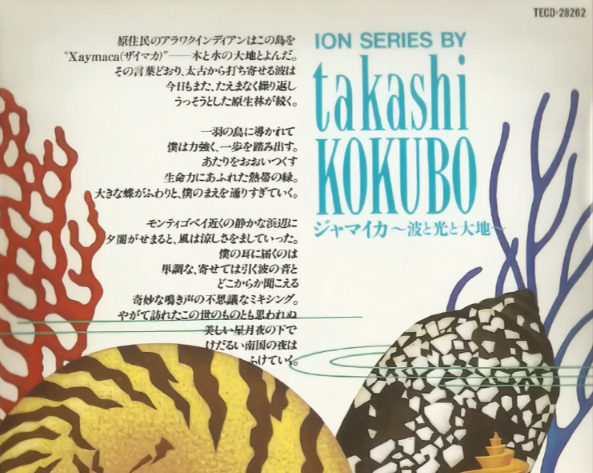 TECD-28262
原住民のアラワクインディアンはこの島を
“Xaymaca(ザイマカ)”──木と水の大地とよんだ。
その言葉どおり、太古から打ち寄せる波は
今日もまた、たえまなく繰り返し
うっそうとした原生林が続く。
一羽の鳥に導かれて
僕は力強く、一歩を踏み出す。
あたりをおおいつくす
生命力にあふれた熱帯の緑。
大きな蝶がふわりと、僕のまえを通りすぎていく。
モンティゴベイ近くの静かな浜辺に
夕闇がせまると、風は涼しさをましていった。
僕の耳に届くのは
単調な、寄せては引く波の音と
どこからか聞こえる
奇妙な鳴き声の不思議なミキシング。
やがて訪れたこの世のものとも思われぬ
美しい星月夜の下で
けだるい南国の夜は
ふけていく。
ION SERIES BY
takashi
KOKUBO
ジャマイカ〜波と光と大地〜